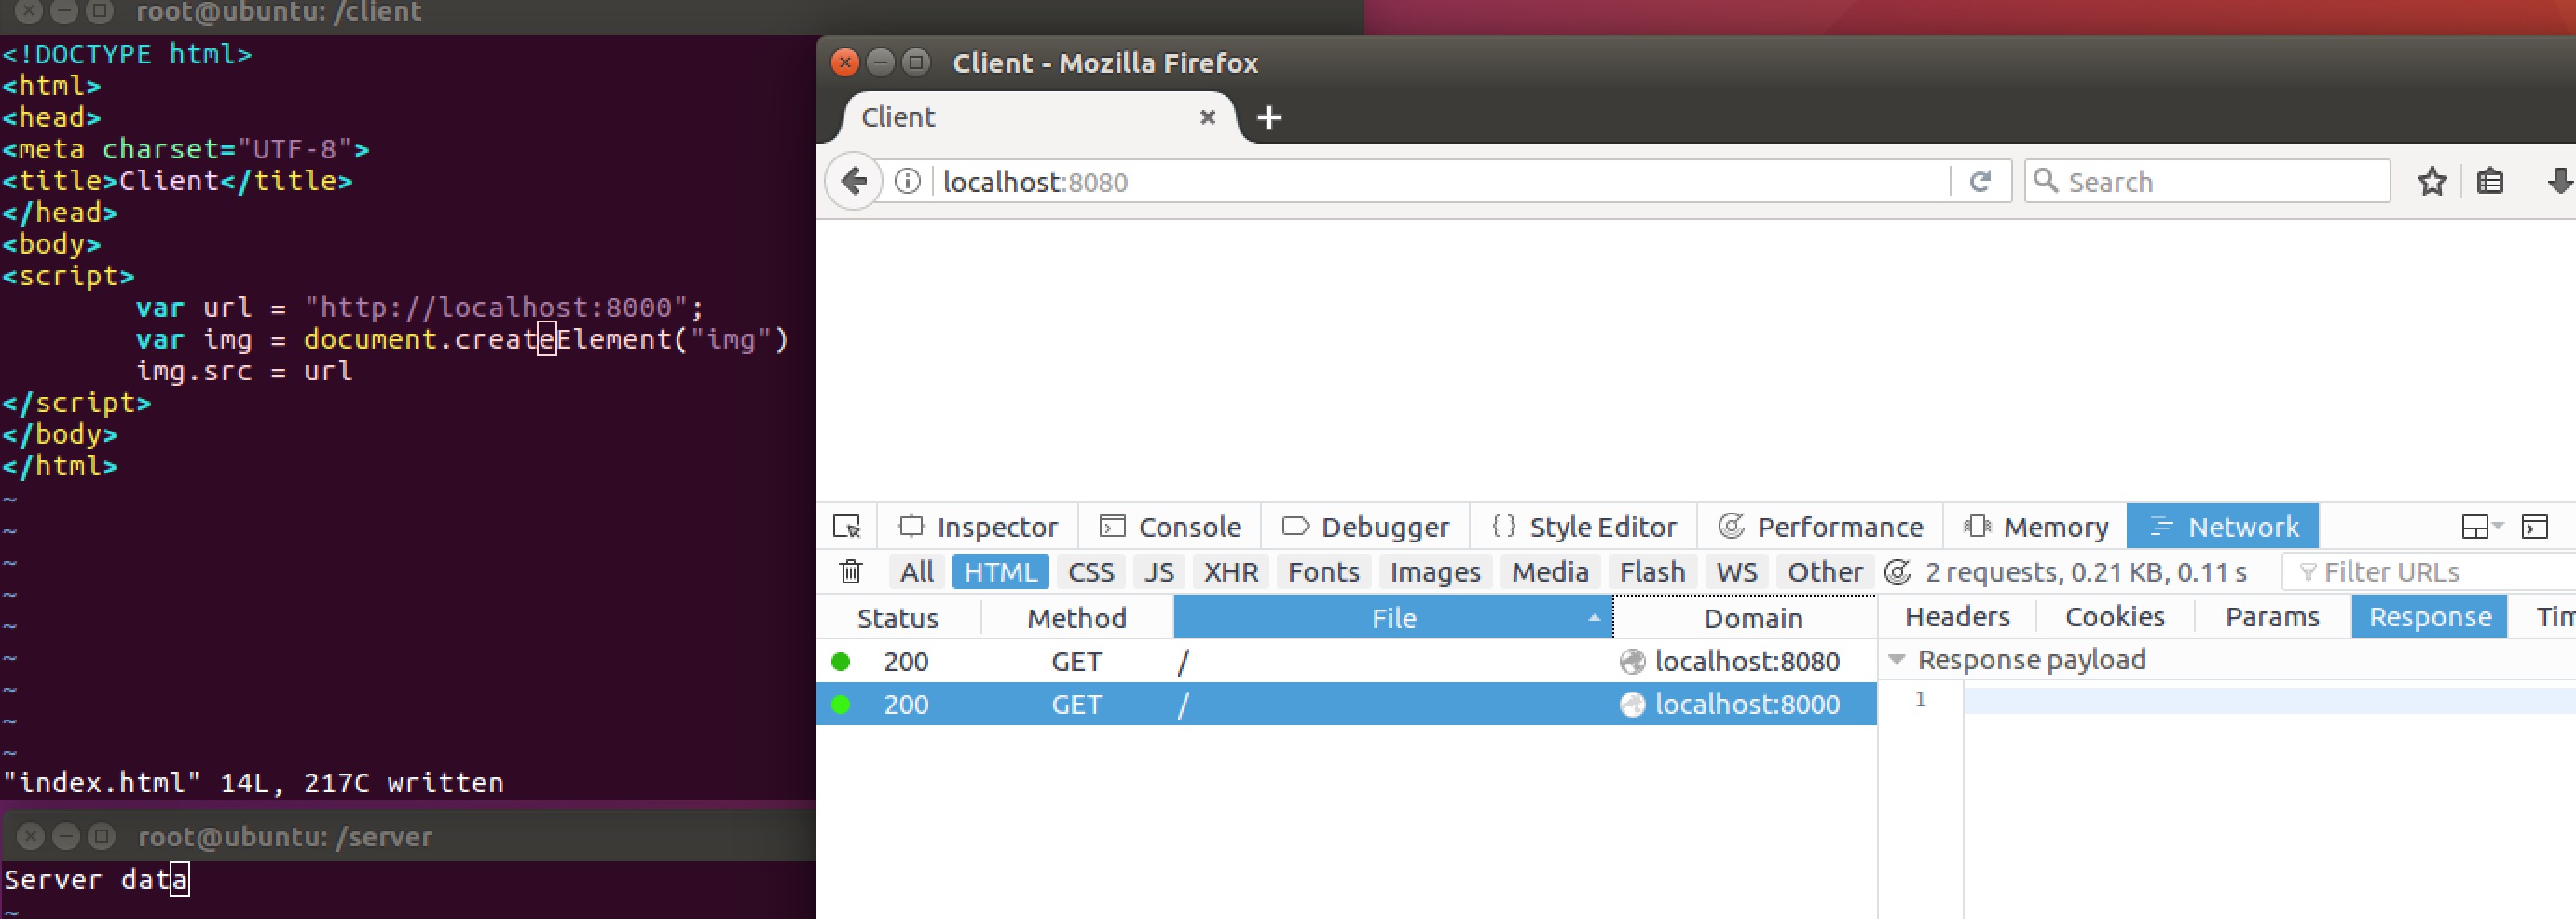 root@ubuntu: /client
<!DOCTYPE html>
<html>
<head>
<meta charset="UTF-8">
<title>Client</title>
</head>
<body>
<script>
        var url = "http://localhost:8000";
        var img = document.createElement("img")
        img.src = url
</script>
</body>
</html>
~
~
~
~
~
~
~
~
~
"index.html" 14L, 217C written
root@ubuntu: /server
Server data
~
Client - Mozilla Firefox
Client
localhost:8080
Search
Inspector Console Debugger { } Style Editor Performance Memory Network
All HTML CSS JS XHR Fonts Images Media Flash WS Other 2 requests, 0.21 KB, 0.11 s Filter URLs
Status Method File Domain
200 GET / localhost:8080
200 GET / localhost:8000
Headers Cookies Params Response Tim
Response payload
1